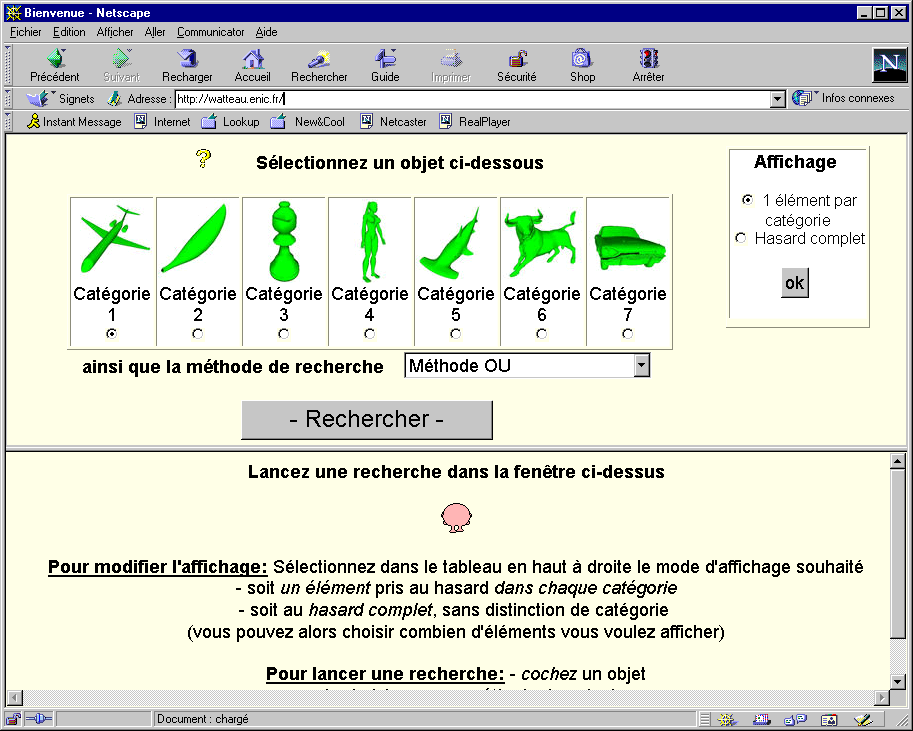 Bienvenue - Netscape
Fichier Edition Afficher Aller Communicator Aide
Précédent Suivant Recharger Accueil Rechercher Guide Imprimer Sécurité Shop Arrêter
N
Signets Adresse : http://watteau.enic.fr/ Infos connexes
Instant Message Internet Lookup New&Cool Netcaster RealPlayer
Sélectionnez un objet ci-dessous
Catégorie 1
Catégorie 2
Catégorie 3
Catégorie 4
Catégorie 5
Catégorie 6
Catégorie 7
ainsi que la méthode de recherche Méthode OU
- Rechercher -
Affichage
1 élément par
catégorie
Hasard complet
ok
Lancez une recherche dans la fenêtre ci-dessus
Pour modifier l'affichage: Sélectionnez dans le tableau en haut à droite le mode d'affichage souhaité
- soit un élément pris au hasard dans chaque catégorie
- soit au hasard complet, sans distinction de catégorie
(vous pouvez alors choisir combien d'éléments vous voulez afficher)
Pour lancer une recherche: - cochez un objet
Document : chargé